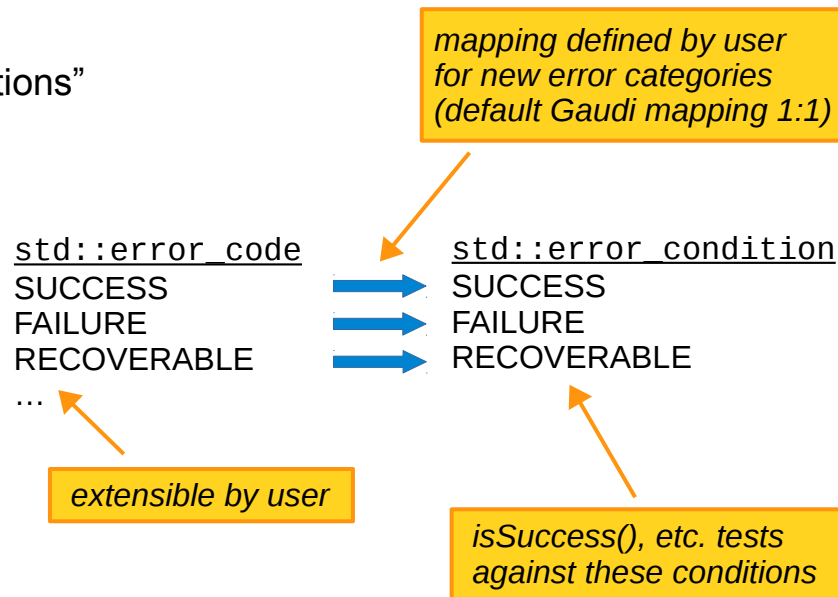 mapping defined by user
for new error categories
(default Gaudi mapping 1:1)
tions”
std::error_code
SUCCESS
FAILURE
RECOVERABLE
…
std::error_condition
SUCCESS
FAILURE
RECOVERABLE
extensible by user
isSuccess(), etc. tests
against these conditions